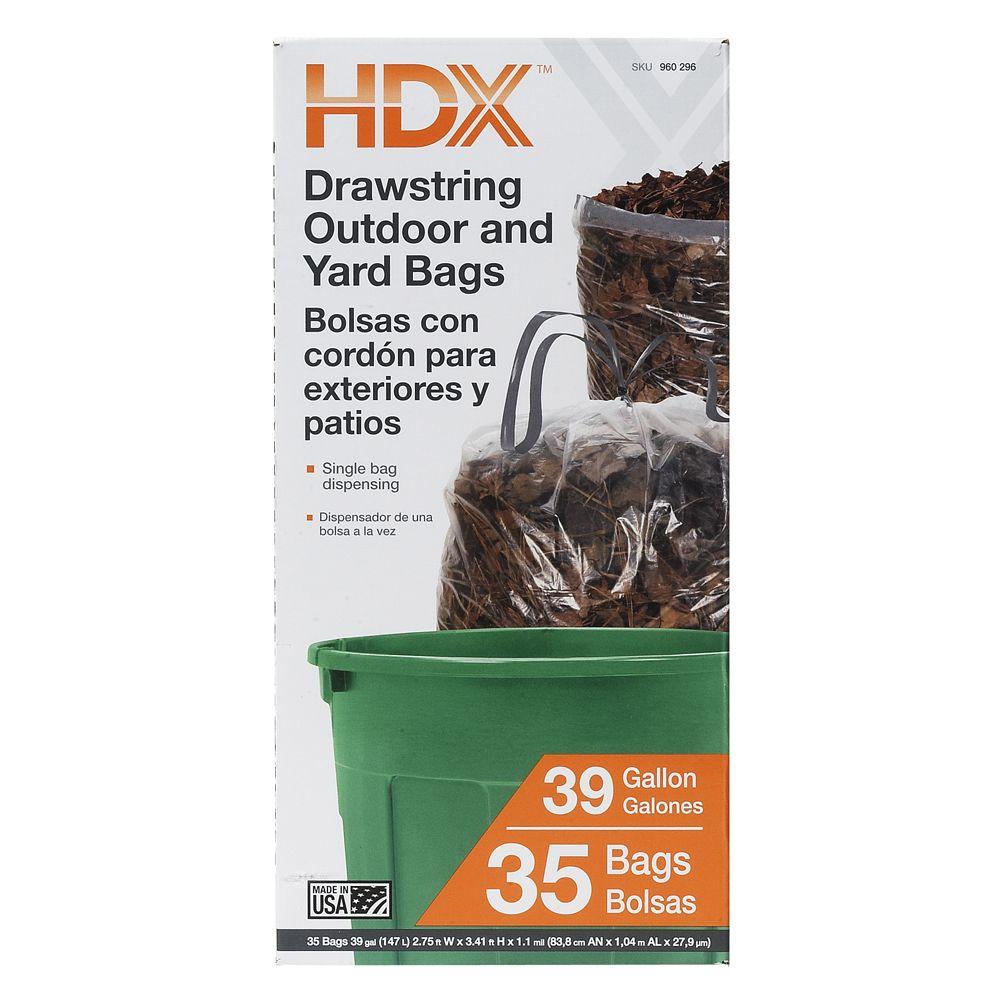 HDX™
SKU 960 296
Drawstring
Outdoor and
Yard Bags
Bolsas con
cordón para
exteriores y
patios
Single bag
dispensing
Dispensador de una
bolsa a la vez
39 Gallon
Galones
35 Bags
Bolsas
MADE IN
USA
35 Bags 39 gal (147 L) 2.75 ft W x 3.41 ft H x 1.1 mil (83,8 cm AN x 1,04 m AL x 27,9 µm)